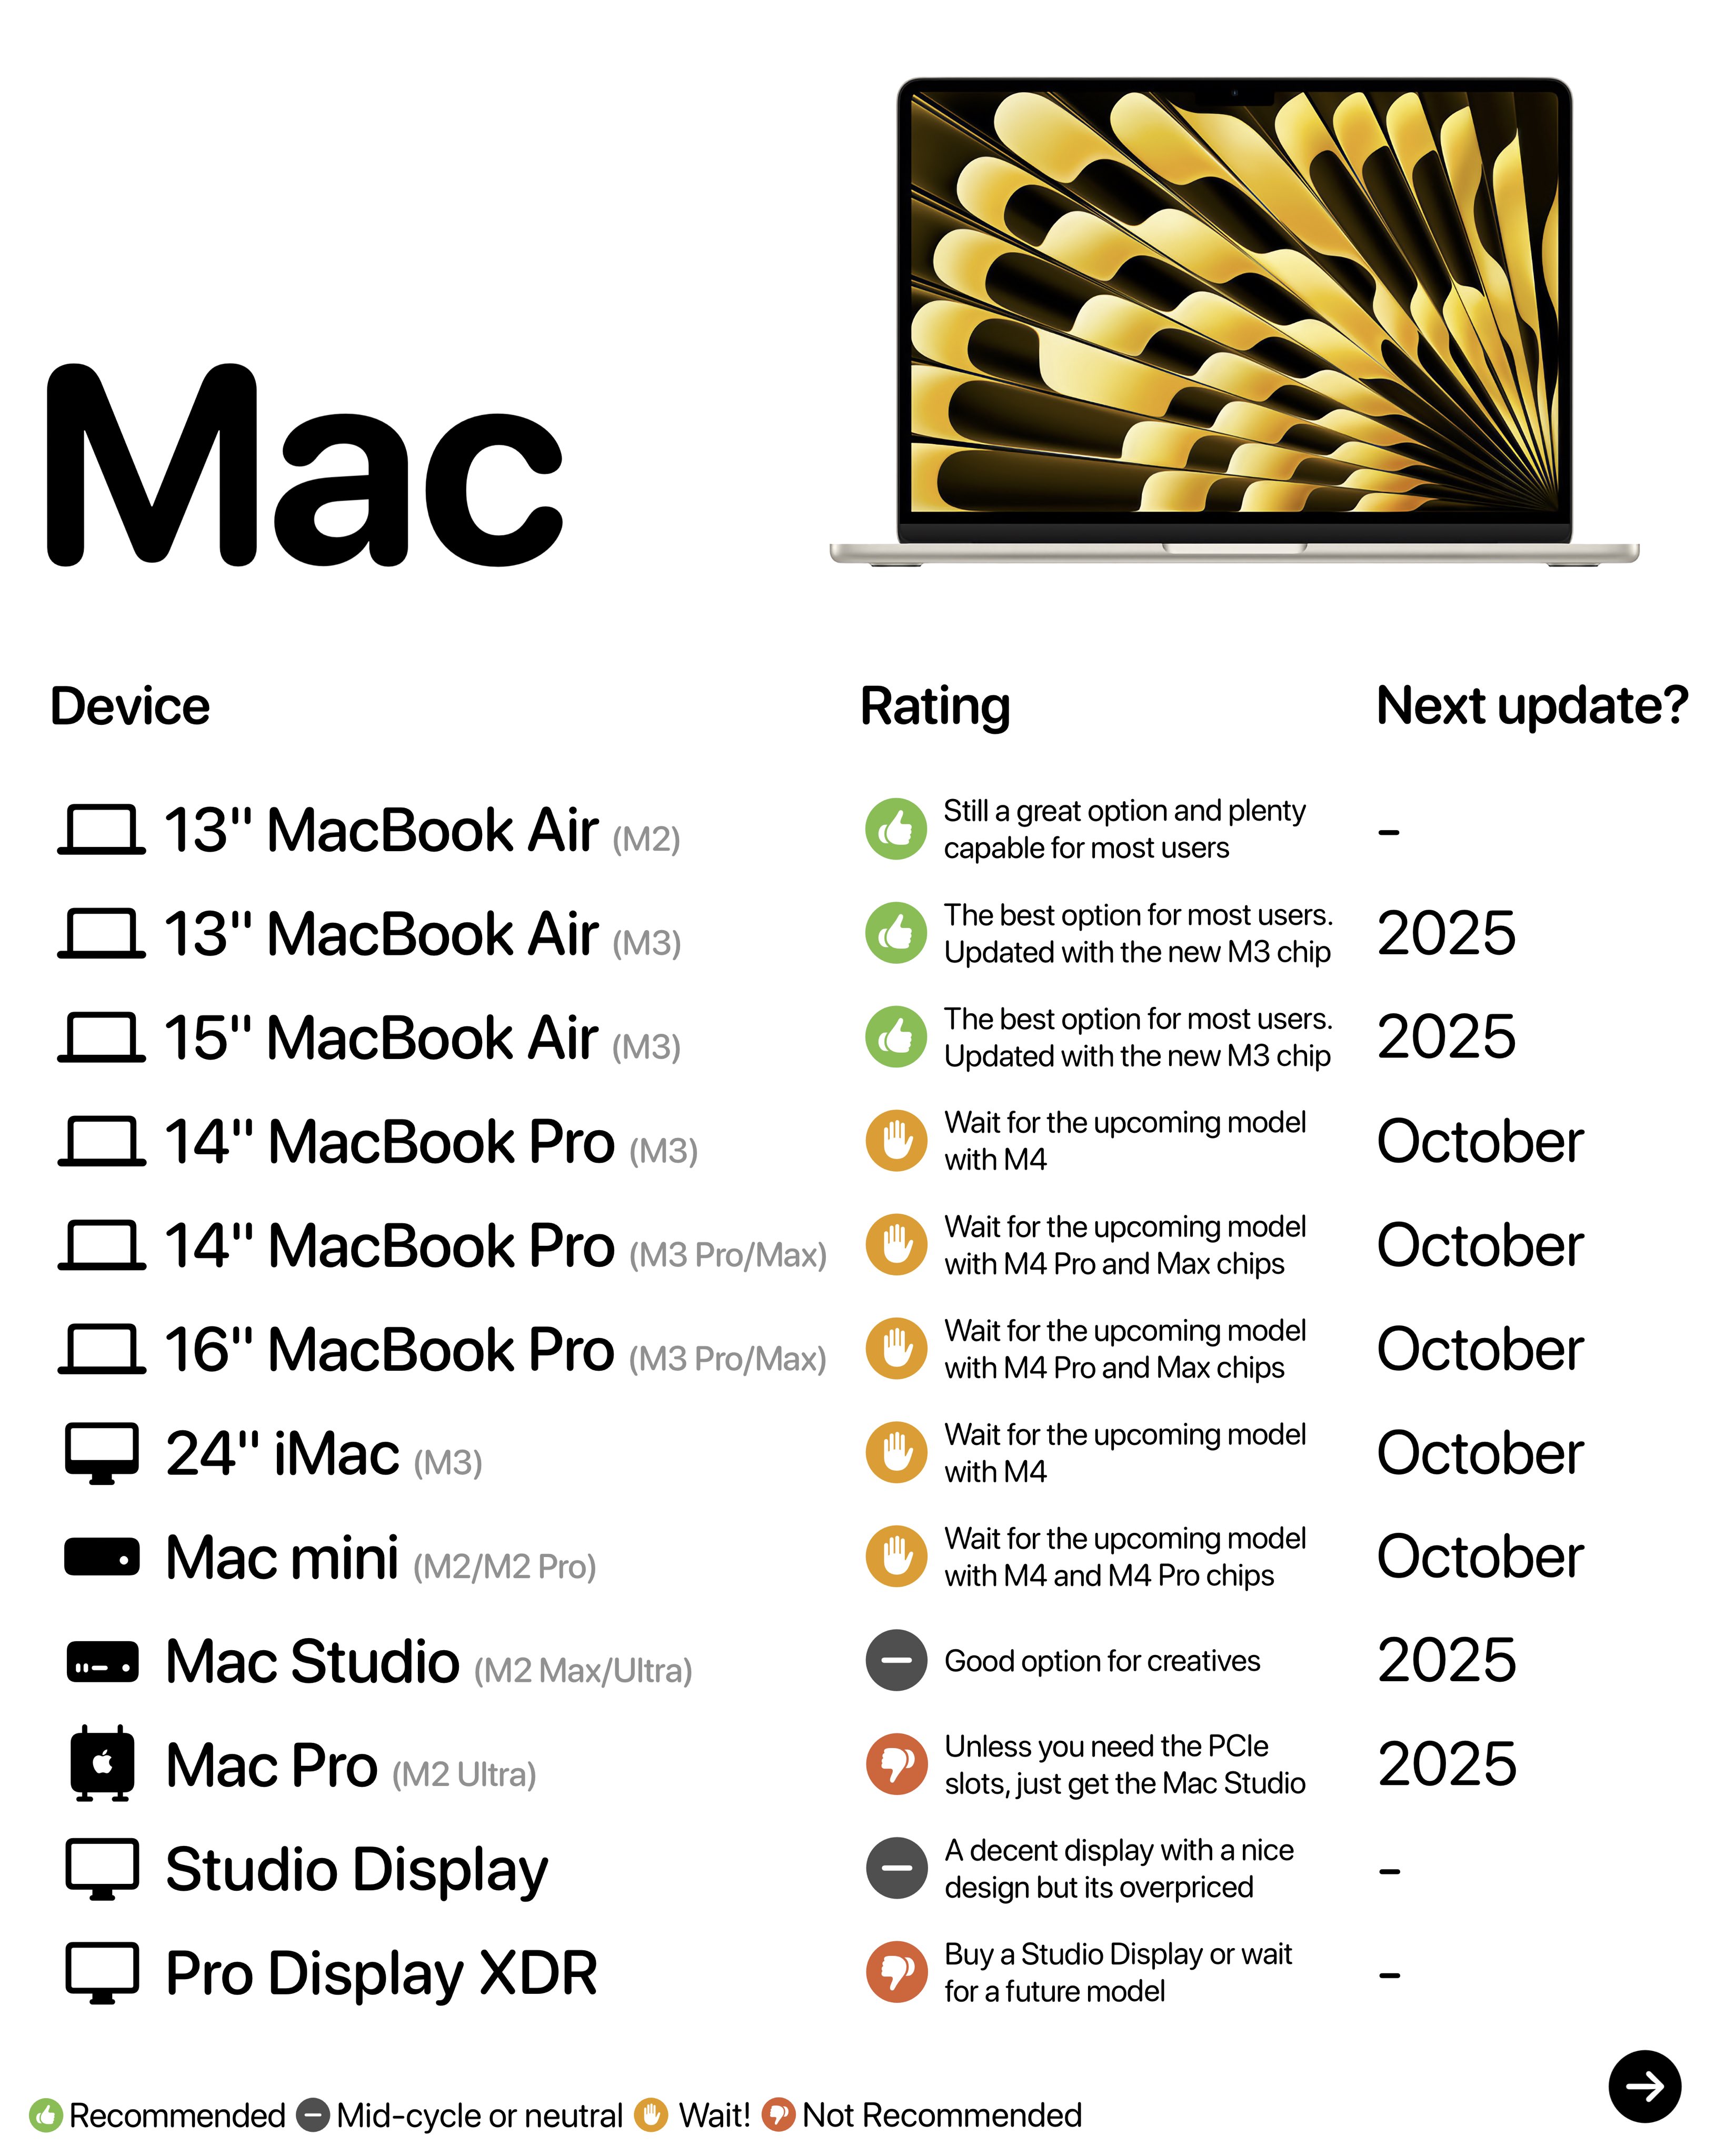 Mac
Device
Rating
Next update?
13" MacBook Air (M2)
Still a great option and plenty
capable for most users
-
13" MacBook Air (M3)
The best option for most users.
Updated with the new M3 chip
2025
15" MacBook Air (M3)
The best option for most users.
Updated with the new M3 chip
2025
14" MacBook Pro (M3)
Wait for the upcoming model
with M4
October
14" MacBook Pro (M3 Pro/Max)
Wait for the upcoming model
with M4 Pro and Max chips
October
16" MacBook Pro (M3 Pro/Max)
Wait for the upcoming model
with M4 Pro and Max chips
October
24" iMac (M3)
Wait for the upcoming model
with M4
October
Mac mini (M2/M2 Pro)
Wait for the upcoming model
with M4 and M4 Pro chips
October
Mac Studio (M2 Max/Ultra)
Good option for creatives
2025
Mac Pro (M2 Ultra)
Unless you need the PCIe
slots, just get the Mac Studio
2025
Studio Display
A decent display with a nice
design but its overpriced
-
Pro Display XDR
Buy a Studio Display or wait
for a future model
-
Recommended
Mid-cycle or neutral
Wait!
Not Recommended